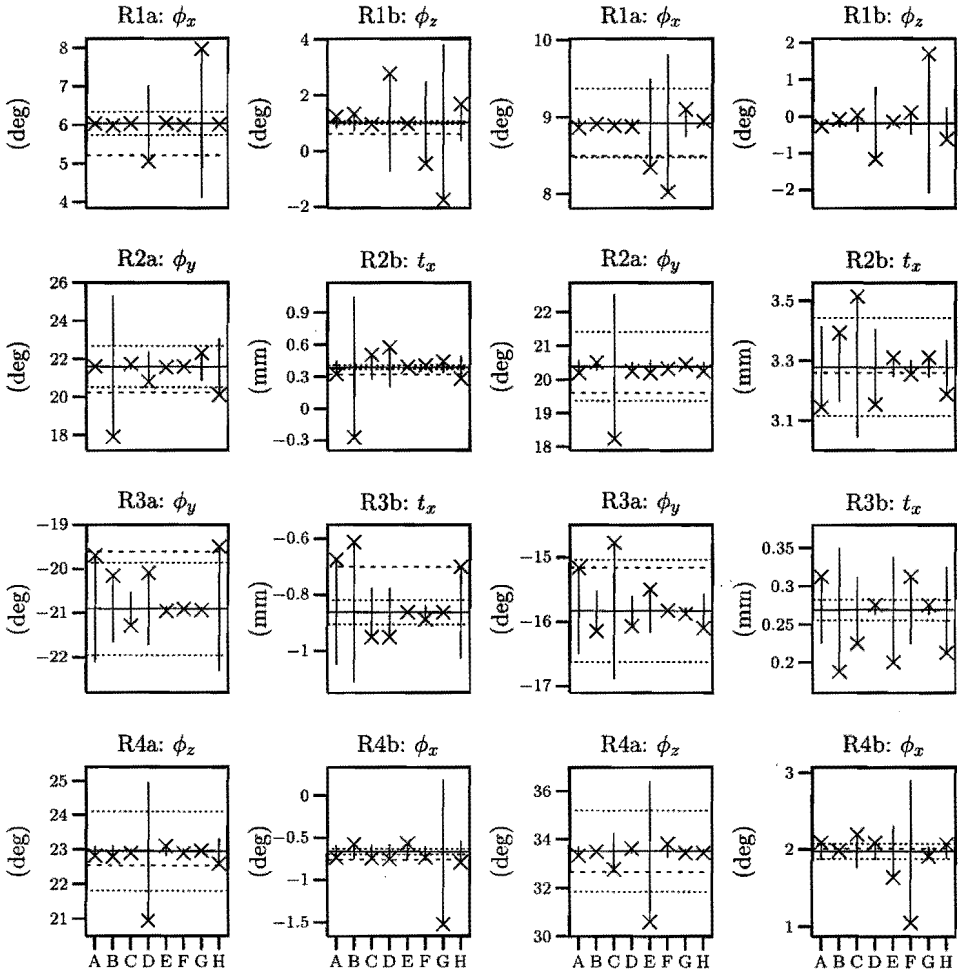 R1a: ϕx R1b: ϕz R1a: ϕx R1b: ϕz
(deg) 8 7 6 5 4
(deg) 4 2 0 −2
(deg) 10 9 8
(deg) 2 1 0 −1 −2
R2a: ϕy R2b: tx R2a: ϕy R2b: tx
(deg) 26 24 22 20 18
(mm) 0.9 0.6 0.3 0 −0.3
(deg) 22 21 20 19 18
(mm) 3.5 3.3 3.1
R3a: ϕy R3b: tx R3a: ϕy R3b: tx
(deg) −19 −20 −21 −22
(mm) −0.6 −0.8 −1
(deg) −15 −16 −17
(mm) 0.35 0.3 0.25 0.2
R4a: ϕz R4b: ϕx R4a: ϕz R4b: ϕx
(deg) 25 24 23 22 21
(deg) 0 −0.5 −1 −1.5
(deg) 36 34 32 30
(deg) 3 2 1
A B C D E F G H A B C D E F G H A B C D E F G H A B C D E F G H